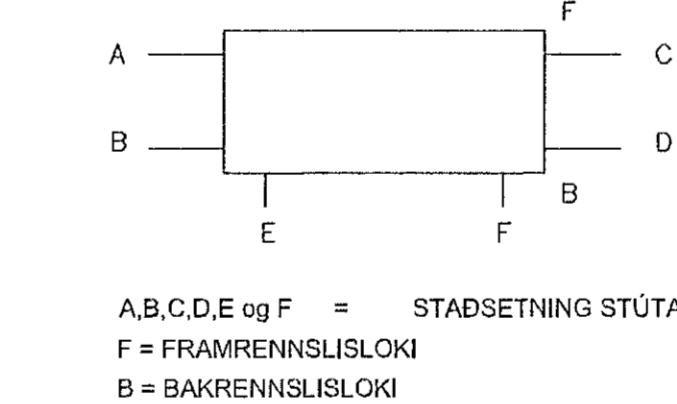 F
A C
B D
B
E F
A,B,C,D,E og F = STAÐSETNING STÚTA
F = FRAMRENNSLISLOKI
B = BAKRENNSLISLOKI